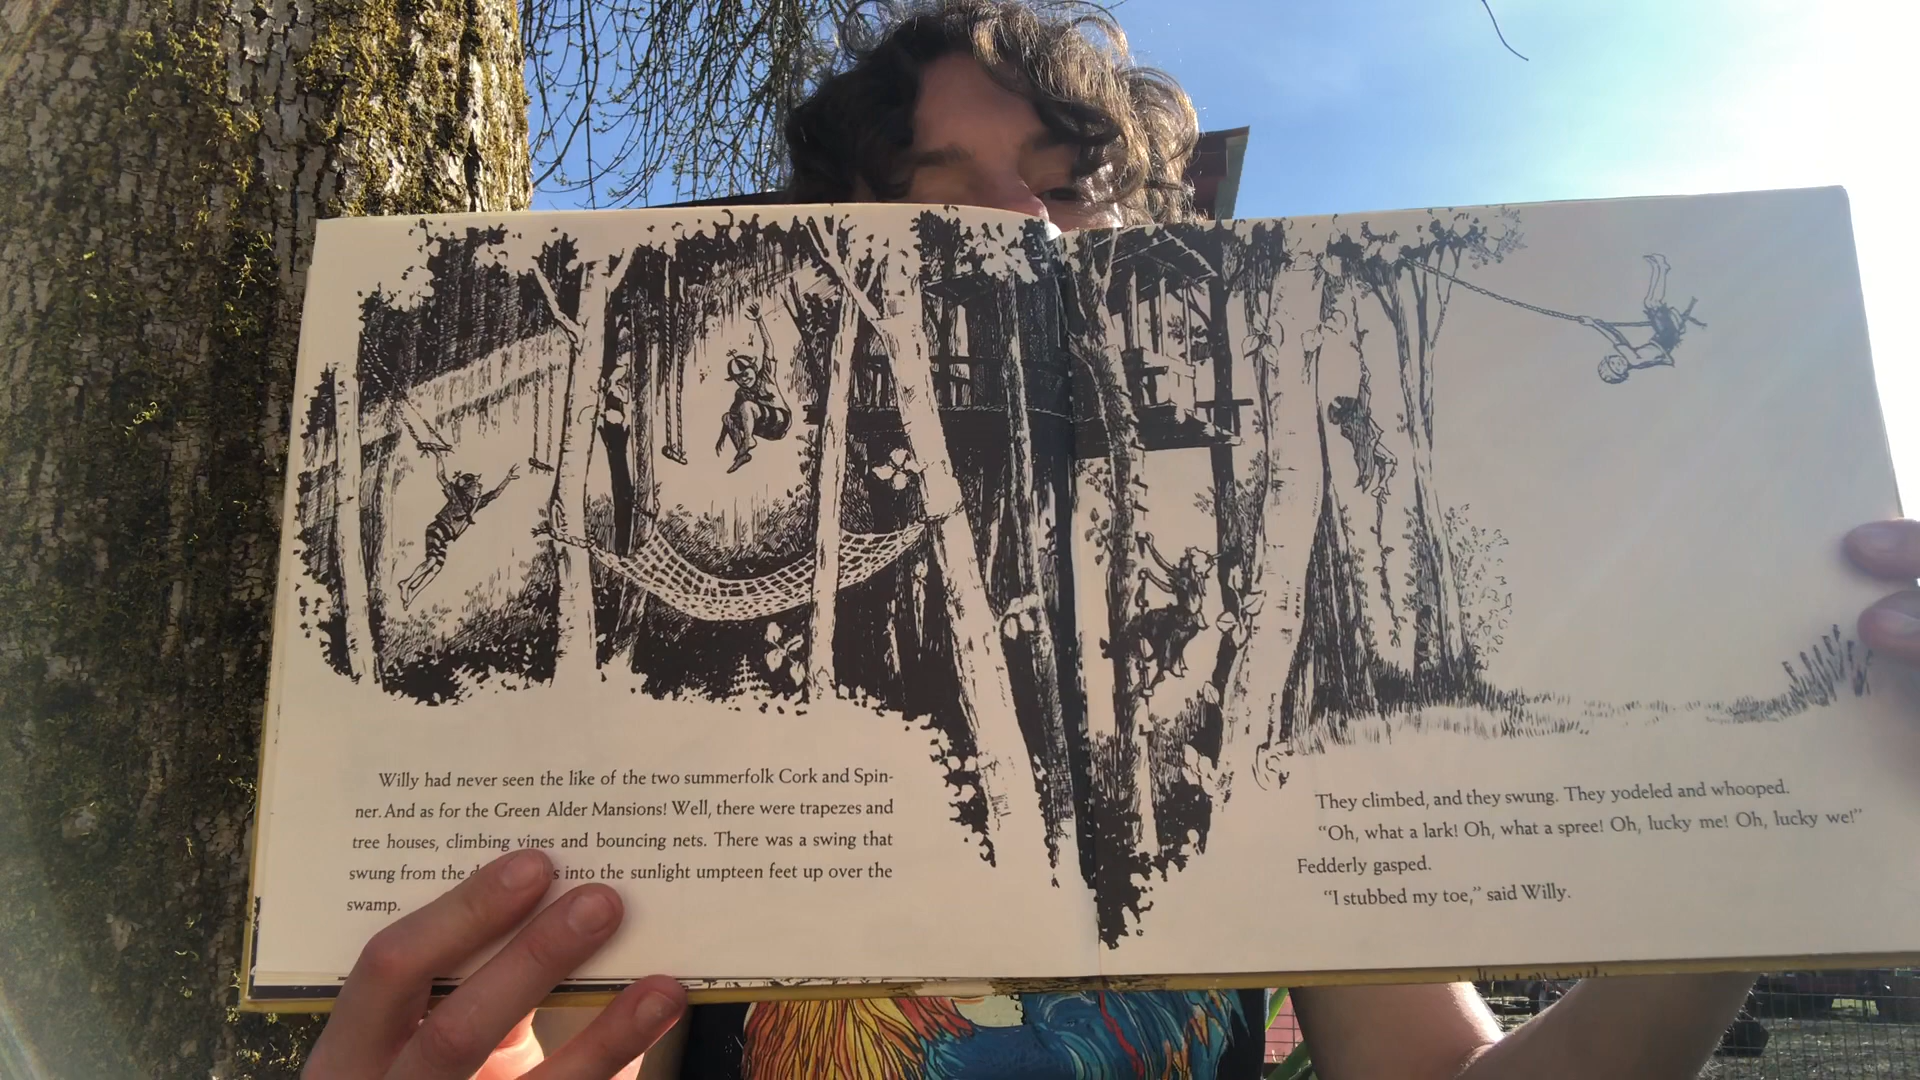 Willy had never seen the like of the two summerfolk Cork and Spin-
ner. And as for the Green Alder Mansions! Well, there were trapezes and
tree houses, climbing vines and bouncing nets. There was a swing that
swung from the into the sunlight umpteen feet up over the
swamp.
They climbed, and they swung. They yodeled and whooped.
“Oh, what a lark! Oh, what a spree! Oh, lucky me! Oh, lucky we!”
Fedderly gasped.
“I stubbed my toe,” said Willy.